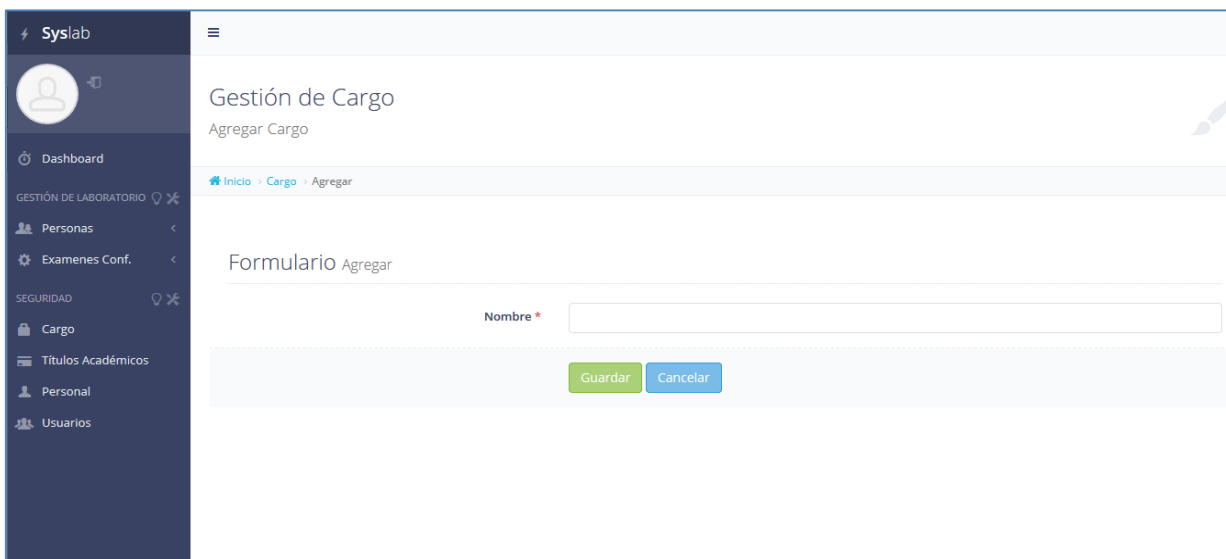 Syslab
Gestión de Cargo
Agregar Cargo
Dashboard
Inicio > Cargo > Agregar
GESTIÓN DE LABORATORIO
Personas
Examenes Conf.
Formulario Agregar
SEGURIDAD
Nombre *
Cargo
Títulos Académicos
Guardar Cancelar
Personal
Usuarios